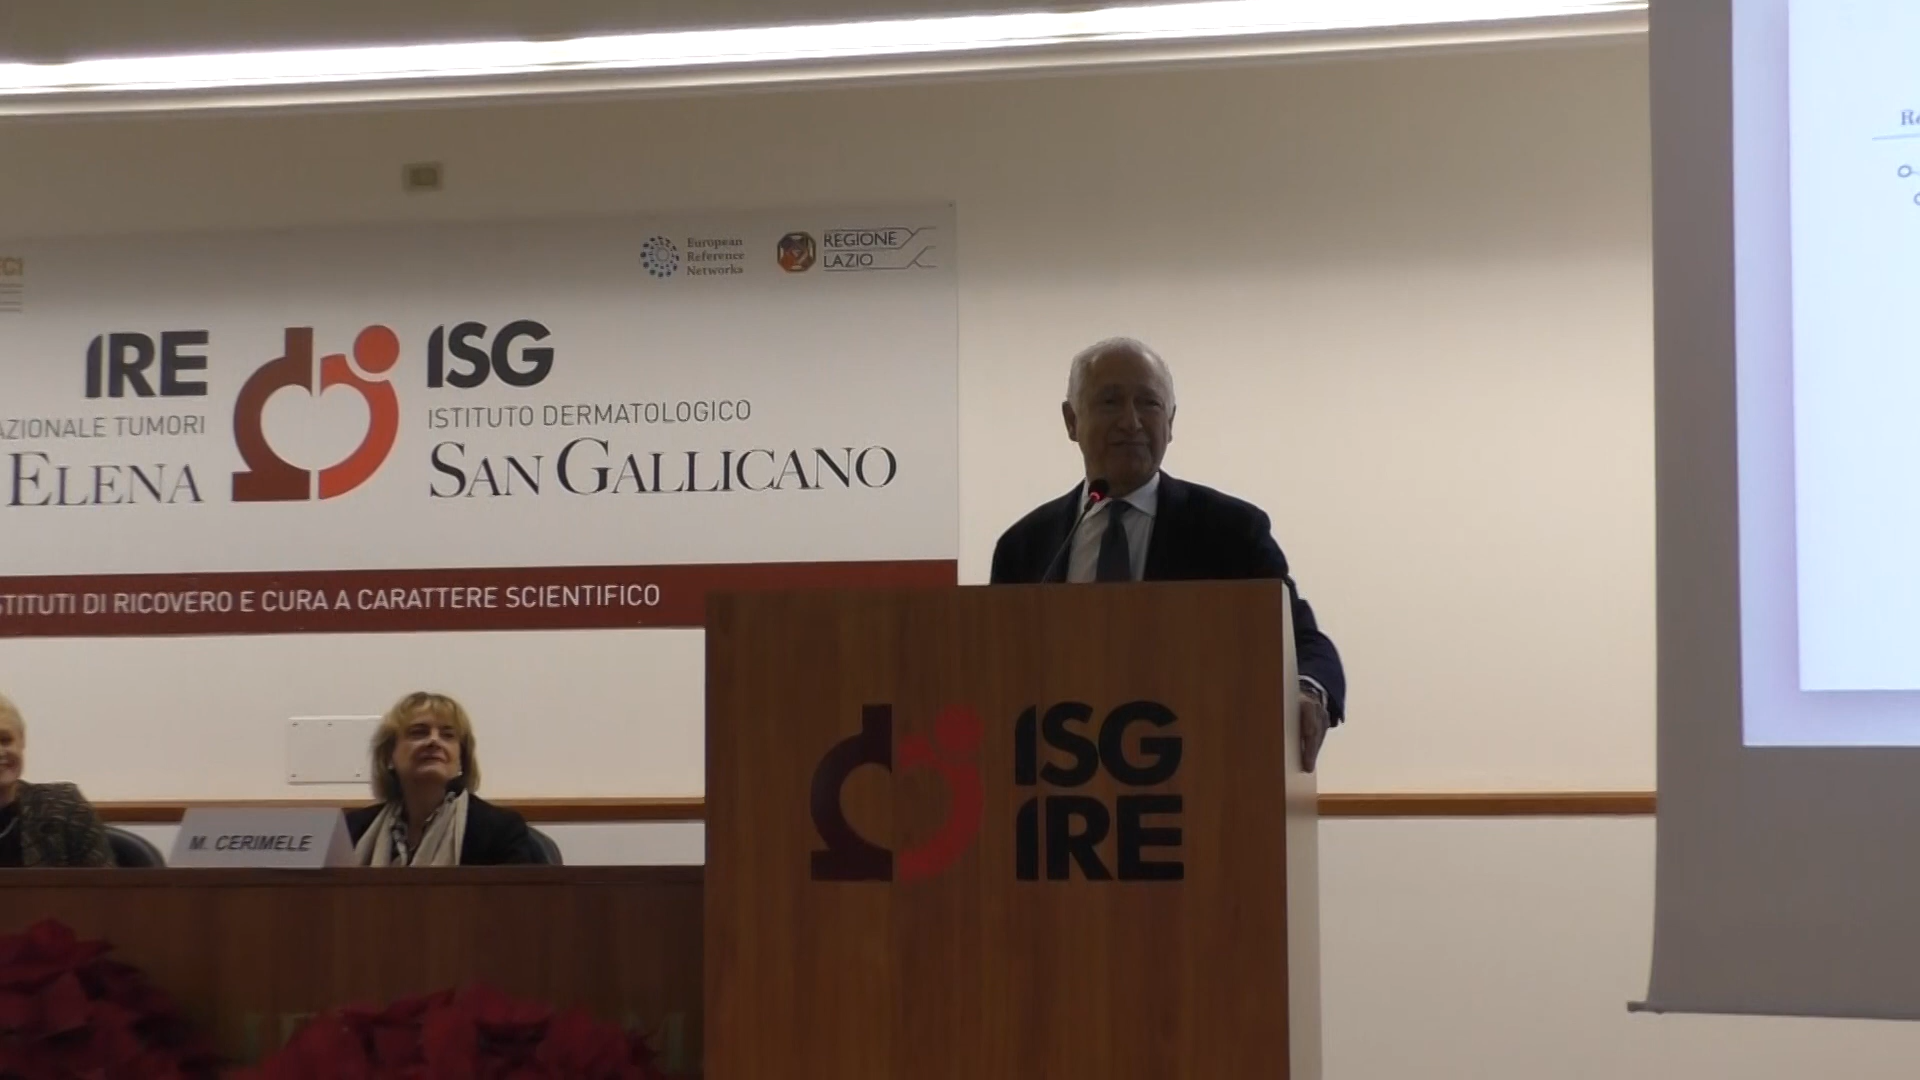 European
Reference
Networks
REGIONE
LAZIO
IRE
AZIONALE TUMORI
ELENA
ISG
ISTITUTO DERMATOLOGICO
SAN GALLICANO
STITUTI DI RICOVERO E CURA A CARATTERE SCIENTIFICO
M. CERIMELE
ISG
IRE